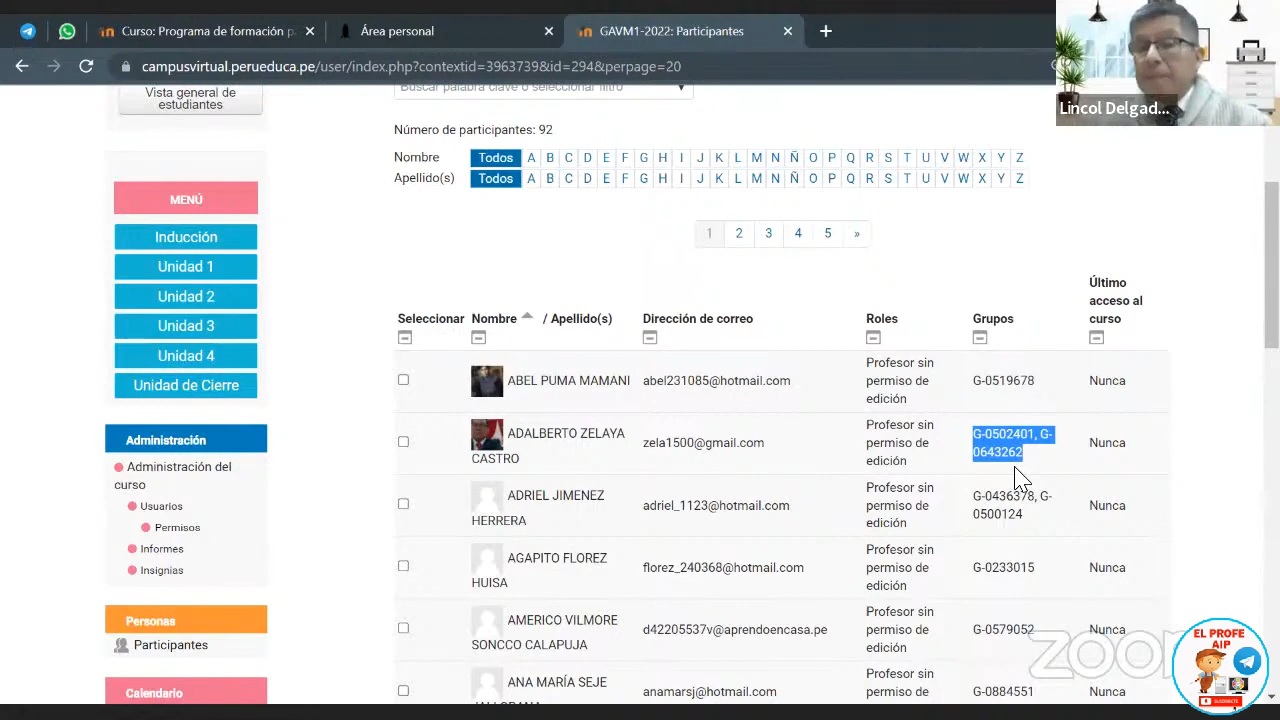 Curso: Programa de formación p
Área personal
GAVM1-2022: Participantes
campusvirtual.perueduca.pe/user/index.php?contextid=3963739&id=294&perpage=20
Lincol Delgad...
Vista general de
estudiantes
Buscar palabra clave o seleccionar filtro
Número de participantes: 92
Nombre Todos A B C D E F G H I J K L M N Ñ O P Q R S T U V W X Y Z
Apellido(s) Todos A B C D E F G H I J K L M N Ñ O P Q R S T U V W X Y Z
MENÚ
Inducción
Unidad 1
Unidad 2
Unidad 3
Unidad 4
Unidad de Cierre
1 2 3 4 5 »
Seleccionar
Nombre / Apellido(s)
Dirección de correo
Roles
Grupos
Último
acceso al
curso
ABEL PUMA MAMANI
abel231085@hotmail.com
Profesor sin
permiso de
edición
G-0519678
Nunca
ADALBERTO ZELAYA
CASTRO
zela1500@gmail.com
Profesor sin
permiso de
edición
G-0502401, G-
0643262
Nunca
ADRIEL JIMENEZ
HERRERA
adriel_1123@hotmail.com
Profesor sin
permiso de
edición
G-0436378, G-
0500124
Nunca
AGAPITO FLOREZ
HUISA
florez_240368@hotmail.com
Profesor sin
permiso de
edición
G-0233015
Nunca
AMERICO VILMORE
SONCCO CALAPUJA
d42205537v@aprendoencasa.pe
Profesor sin
permiso de
edición
G-0579052
Nunca
ANA MARÍA SEJE
anamarsj@hotmail.com
Profesor sin
permiso de
G-0884551
Nunca
Administración
Administración del
curso
Usuarios
Permisos
Informes
Insignias
Personas
Participantes
Calendario
zoom
EL PROFE
AIP
SUSCRIBETE